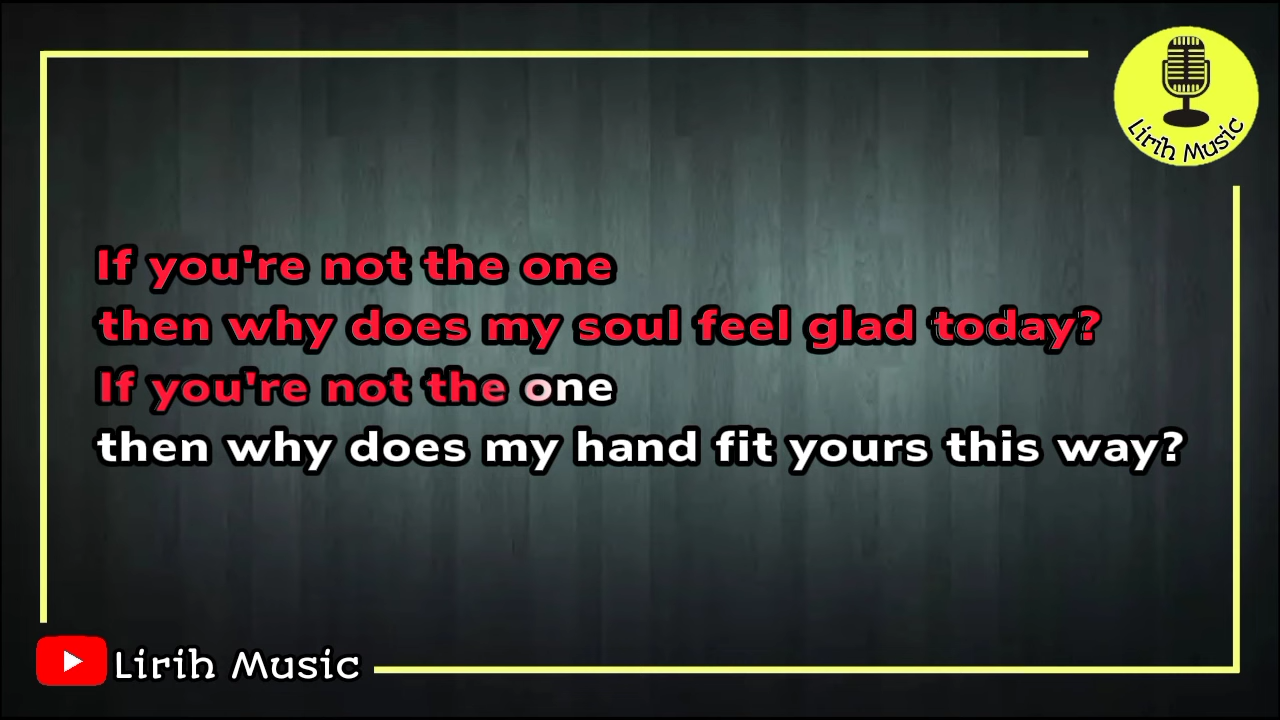 Lirih Music
If you're not the one
then why does my soul feel glad today?
If you're not the one
then why does my hand fit yours this way?
Lirih Music